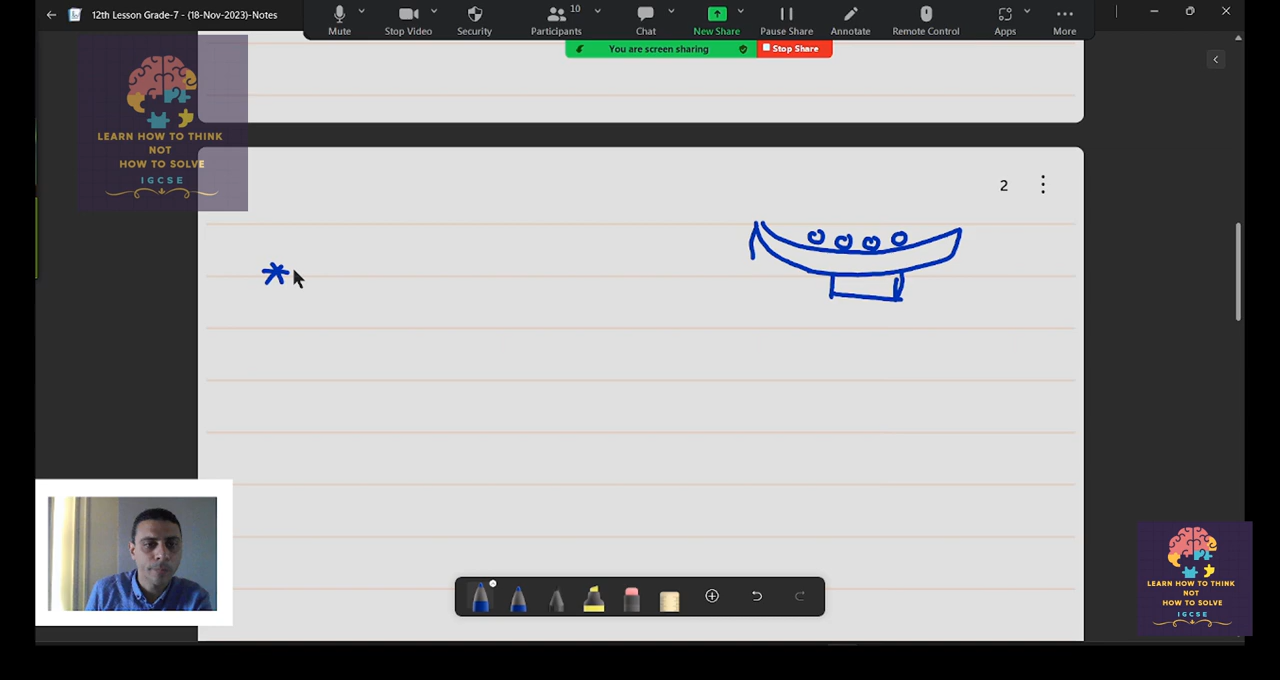 12th Lesson Grade-7 - (18-Nov-2023)-Notes
Mute
Stop Video
Security
10
Participants
Chat
New Share
Pause Share
Annotate
Remote Control
Apps
More
You are screen sharing
Stop Share
LEARN HOW TO THINK
NOT
HOW TO SOLVE
IGCSE
2
*
LEARN HOW TO THINK
NOT
HOW TO SOLVE
IGCSE